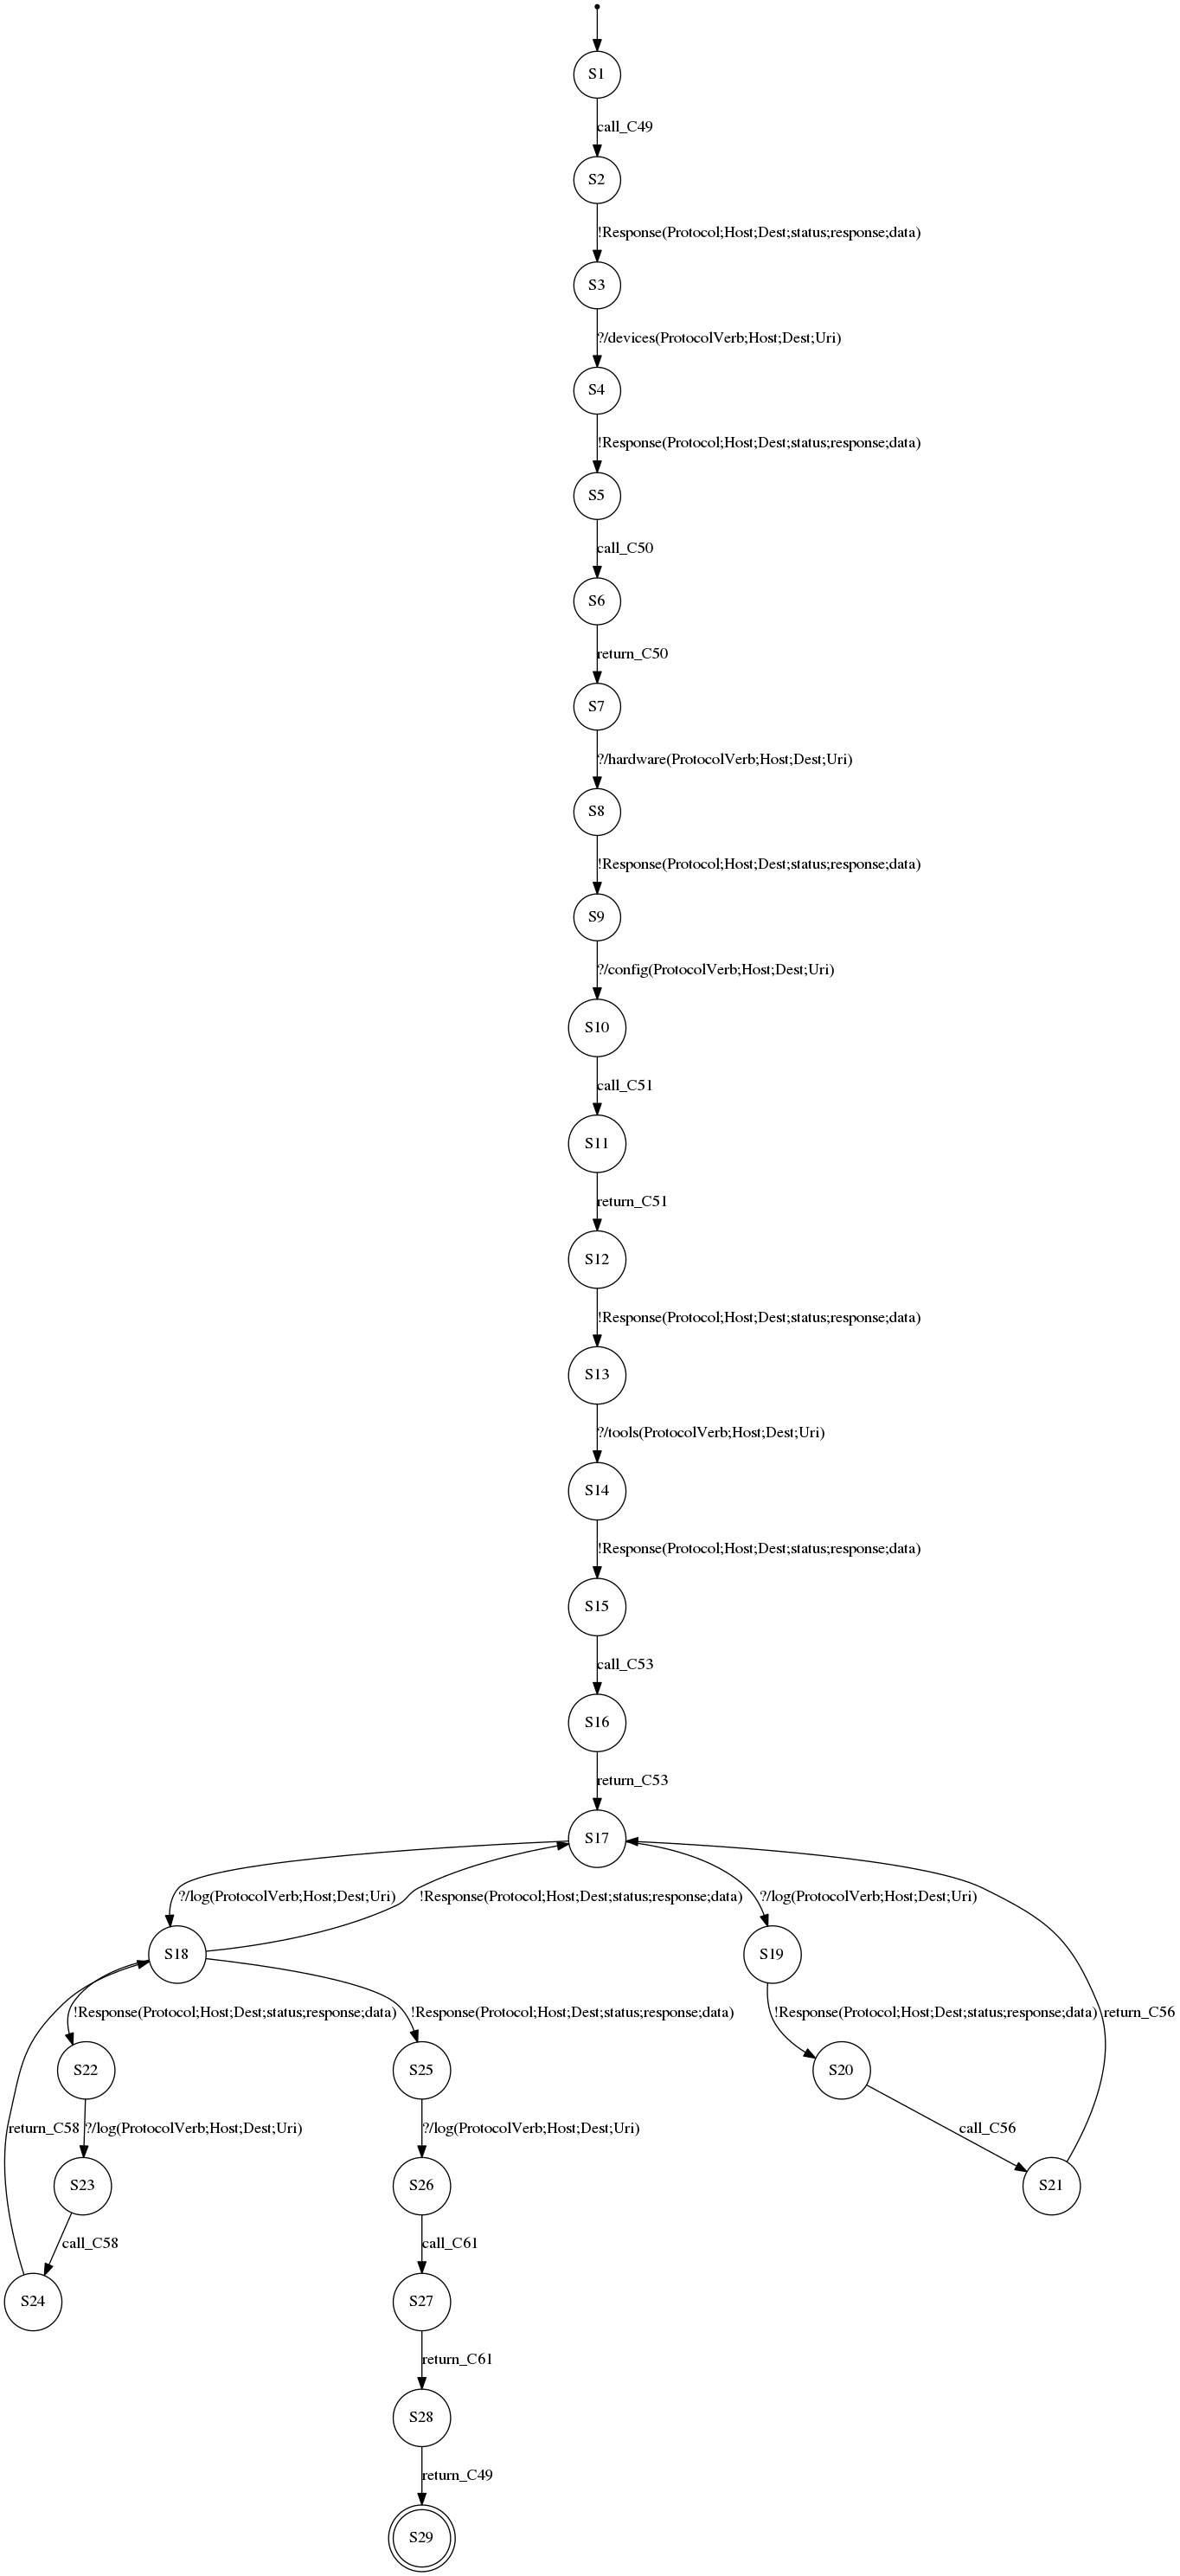 S1
call_C49
S2
!Response(Protocol;Host;Dest;status;response;data)
S3
?/devices(ProtocolVerb;Host;Dest;Uri)
S4
!Response(Protocol;Host;Dest;status;response;data)
S5
call_C50
S6
return_C50
S7
?/hardware(ProtocolVerb;Host;Dest;Uri)
S8
!Response(Protocol;Host;Dest;status;response;data)
S9
?/config(ProtocolVerb;Host;Dest;Uri)
S10
call_C51
S11
return_C51
S12
!Response(Protocol;Host;Dest;status;response;data)
S13
?/tools(ProtocolVerb;Host;Dest;Uri)
S14
!Response(Protocol;Host;Dest;status;response;data)
S15
call_C53
S16
return_C53
S17
?/log(ProtocolVerb;Host;Dest;Uri)
!Response(Protocol;Host;Dest;status;response;data)
?/log(ProtocolVerb;Host;Dest;Uri)
S18
S19
!Response(Protocol;Host;Dest;status;response;data)
!Response(Protocol;Host;Dest;status;response;data)
!Response(Protocol;Host;Dest;status;response;data)
return_C56
S22
S25
S20
return_C58
?/log(ProtocolVerb;Host;Dest;Uri)
?/log(ProtocolVerb;Host;Dest;Uri)
call_C56
S23
S26
S21
call_C58
call_C61
S24
S27
return_C61
S28
return_C49
S29